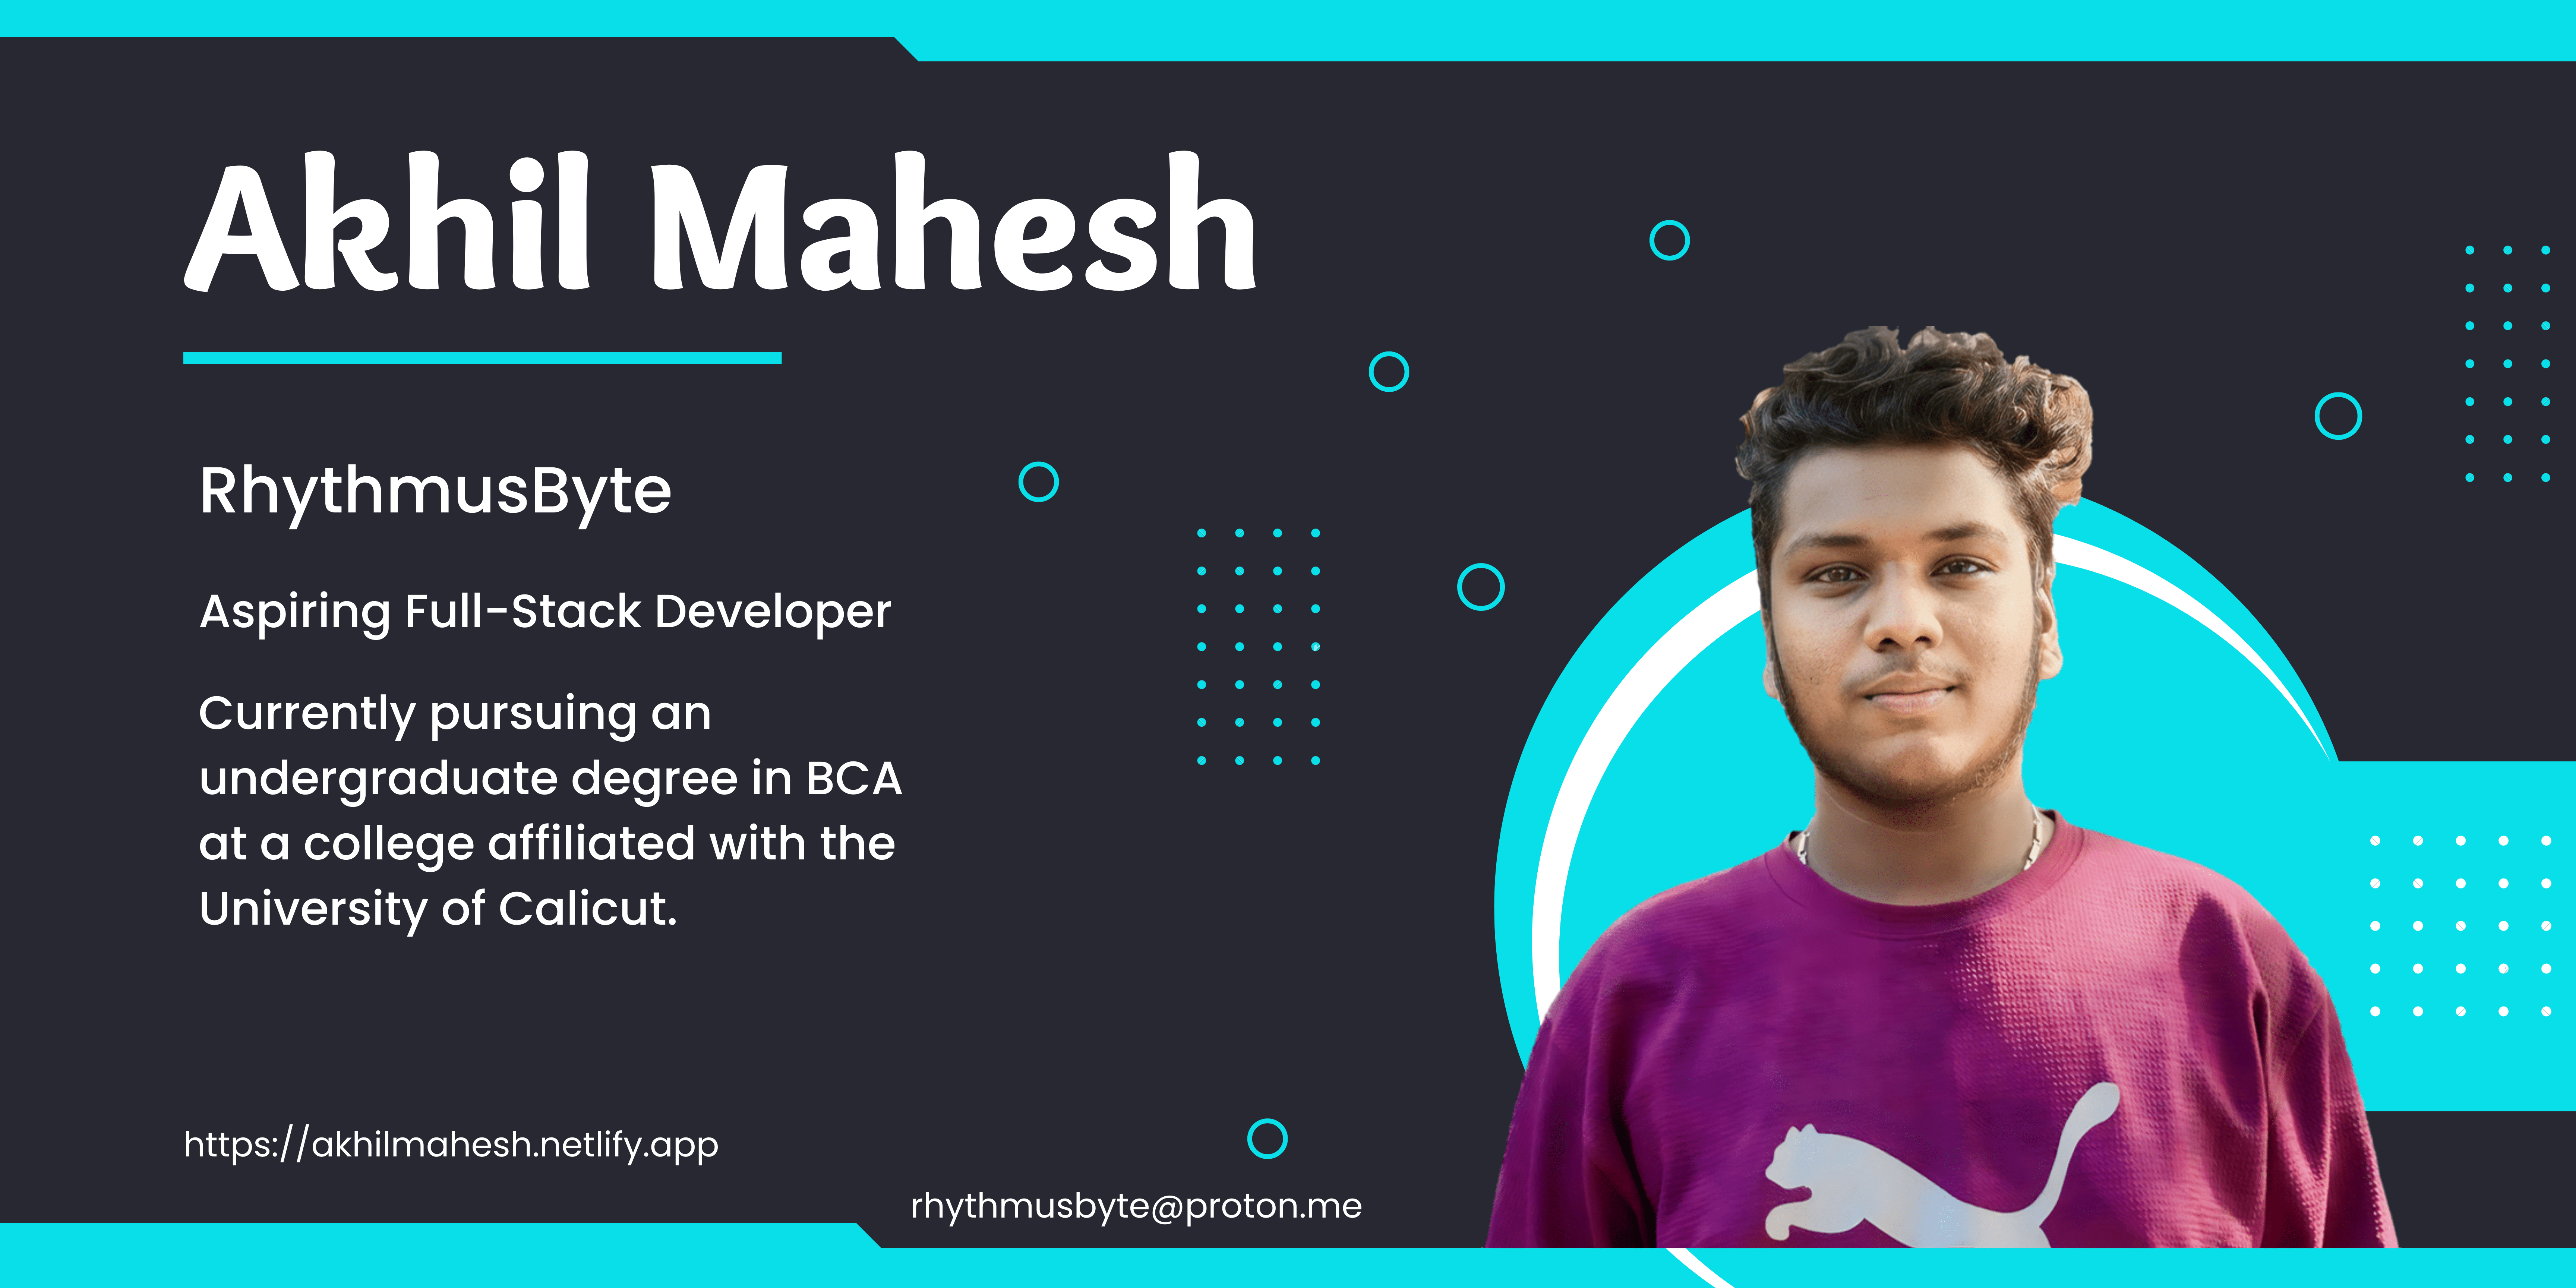 Akhil Mahesh
RhythmusByte
Aspiring Full-Stack Developer
Currently pursuing an
undergraduate degree in BCA
at a college affiliated with the
University of Calicut.
https://akhilmahesh.netlify.app
rhythmusbyte@proton.me